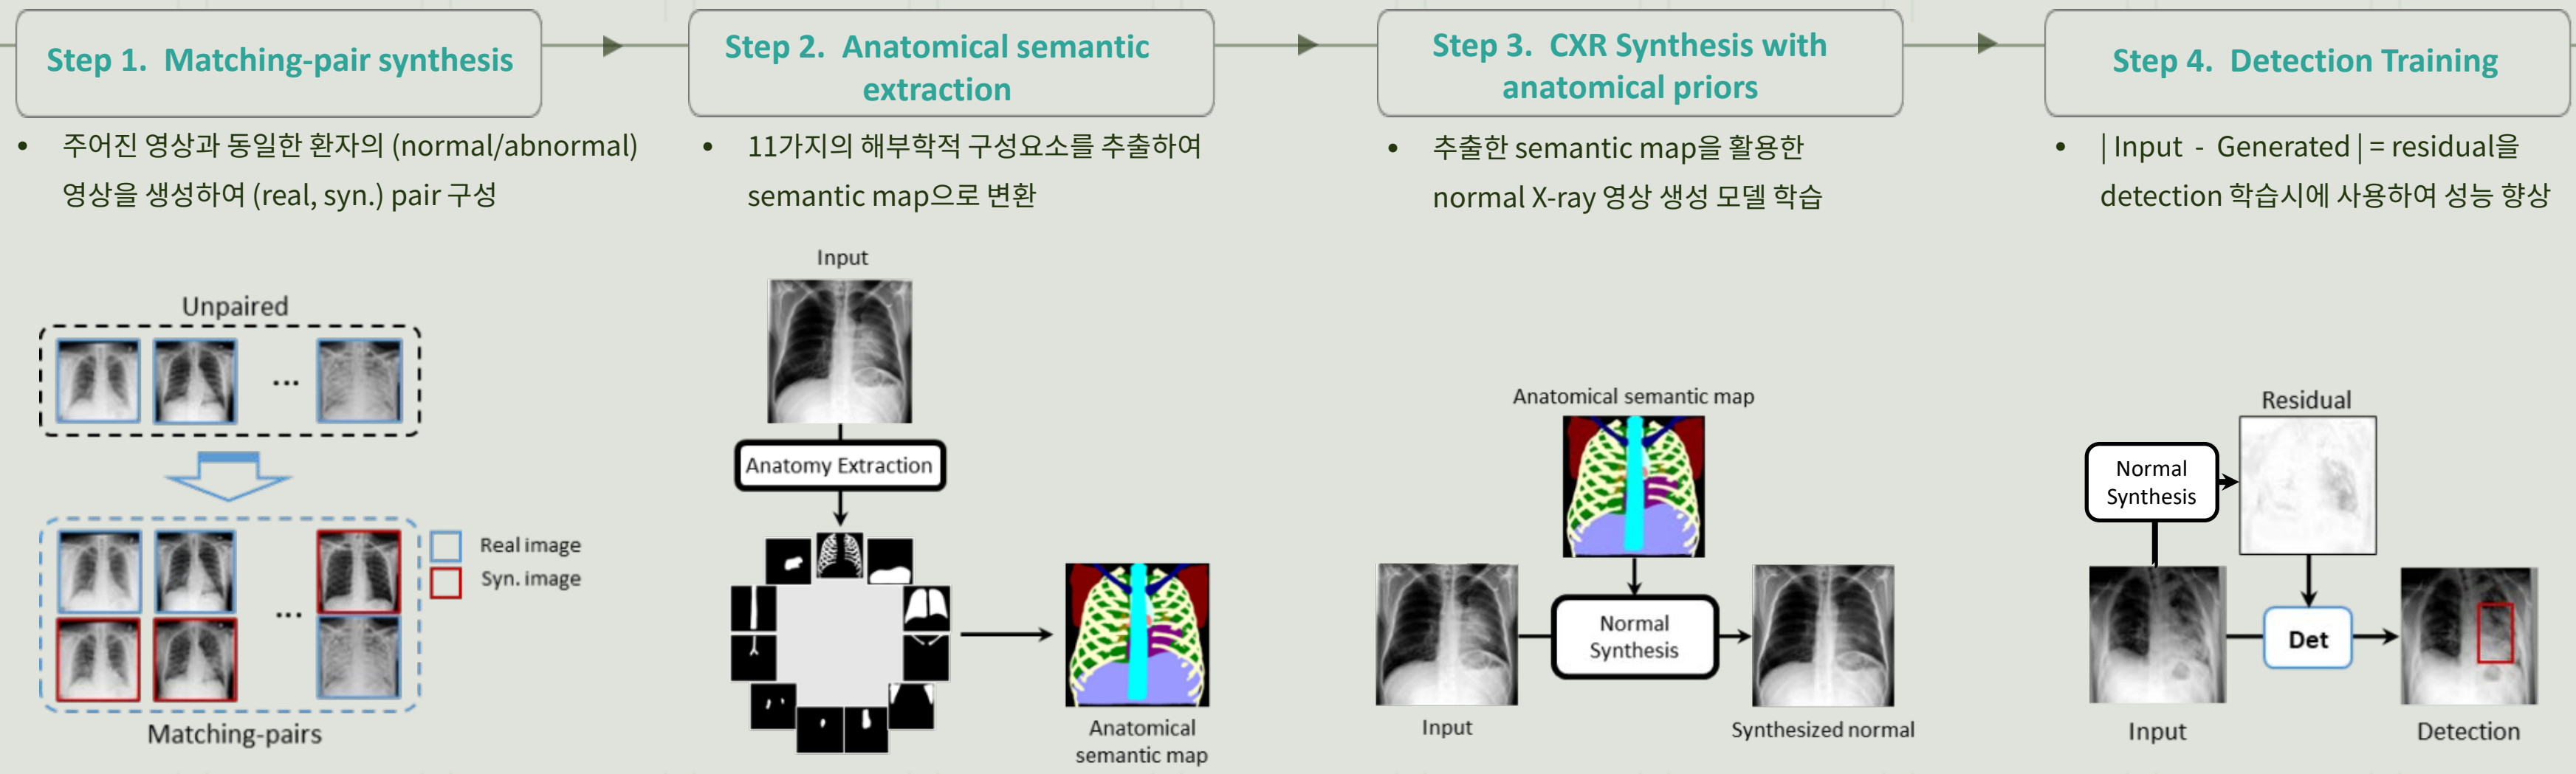 Step 1. Matching-pair synthesis
• 주어진 영상과 동일한 환자의 (normal/abnormal)
영상을 생성하여 (real, syn.) pair 구성
Unpaired
...
...
Real image
Syn. image
Matching-pairs
Step 2. Anatomical semantic
extraction
• 11가지의 해부학적 구성요소를 추출하여
semantic map으로 변환
Input
Anatomy Extraction
Anatomical
semantic map
Step 3. CXR Synthesis with
anatomical priors
• 추출한 semantic map을 활용한
normal X-ray 영상 생성 모델 학습
Anatomical semantic map
Normal
Synthesis
Input
Synthesized normal
Step 4. Detection Training
• | Input - Generated | = residual을
detection 학습시에 사용하여 성능 향상
Residual
Normal
Synthesis
Det
Input
Detection